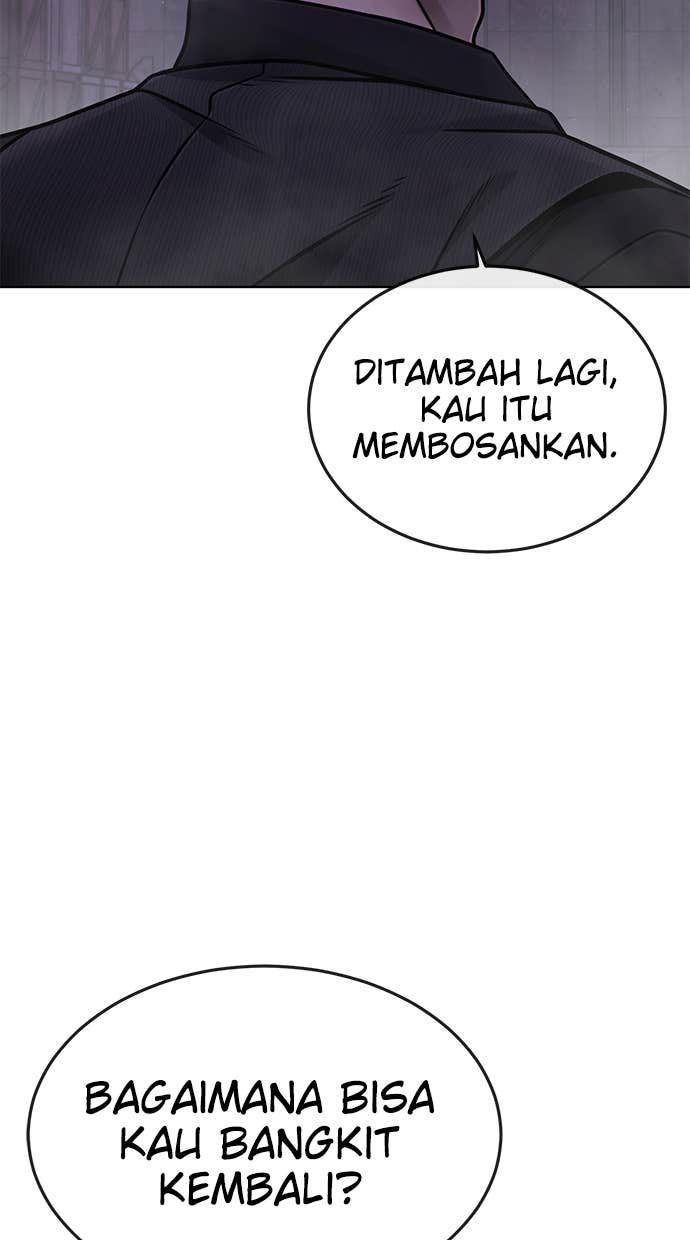 DITAMBAH LAGI,
KAU ITU
MEMBOSANKAN.
BAGAIMANA BISA
KAU BANGKIT
KEMBALI?